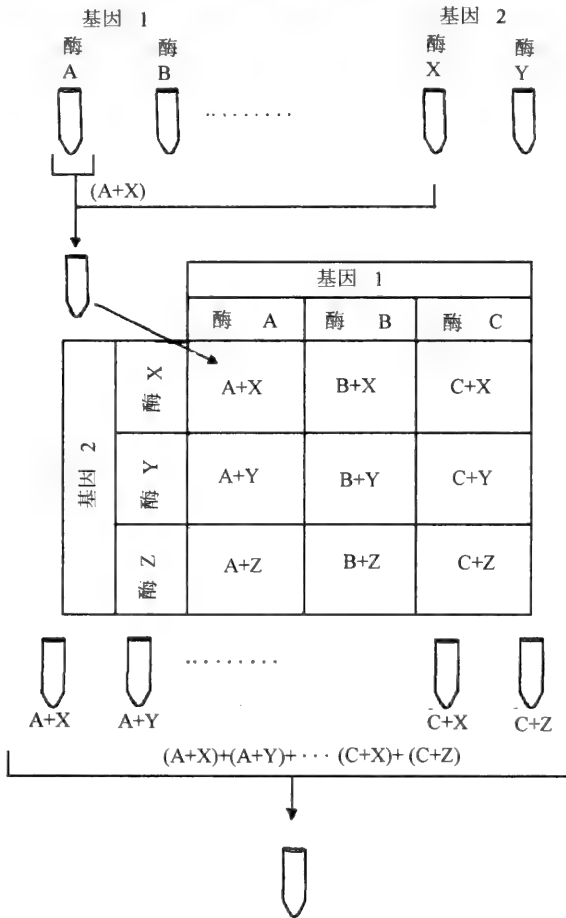 基因 1 基因 2
酶 酶 酶 酶
A B X Y
(A+X)
基因 1
酶 A 酶 B 酶 C
基因 2
酶 X
A+X B+X C+X
酶 Y
A+Y B+Y C+Y
酶 Z
A+Z B+Z C+Z
A+X A+Y C+X C+Z
(A+X)+(A+Y)+··· (C+X)+ (C+Z)